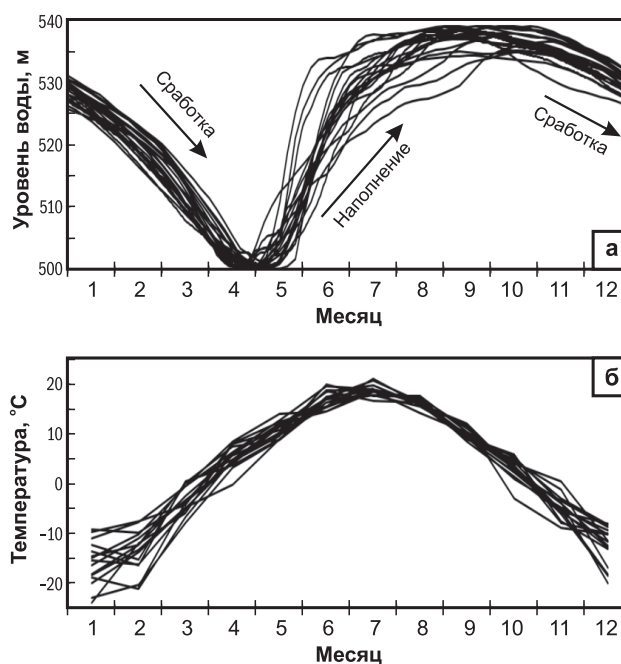 540
530
520
510
500
Уровень воды, м
Сработка
Наполнение
Сработка
а
1 2 3 4 5 6 7 8 9 10 11 12
Месяц
20
10
0
-10
-20
Температура, °С
б
1 2 3 4 5 6 7 8 9 10 11 12
Месяц